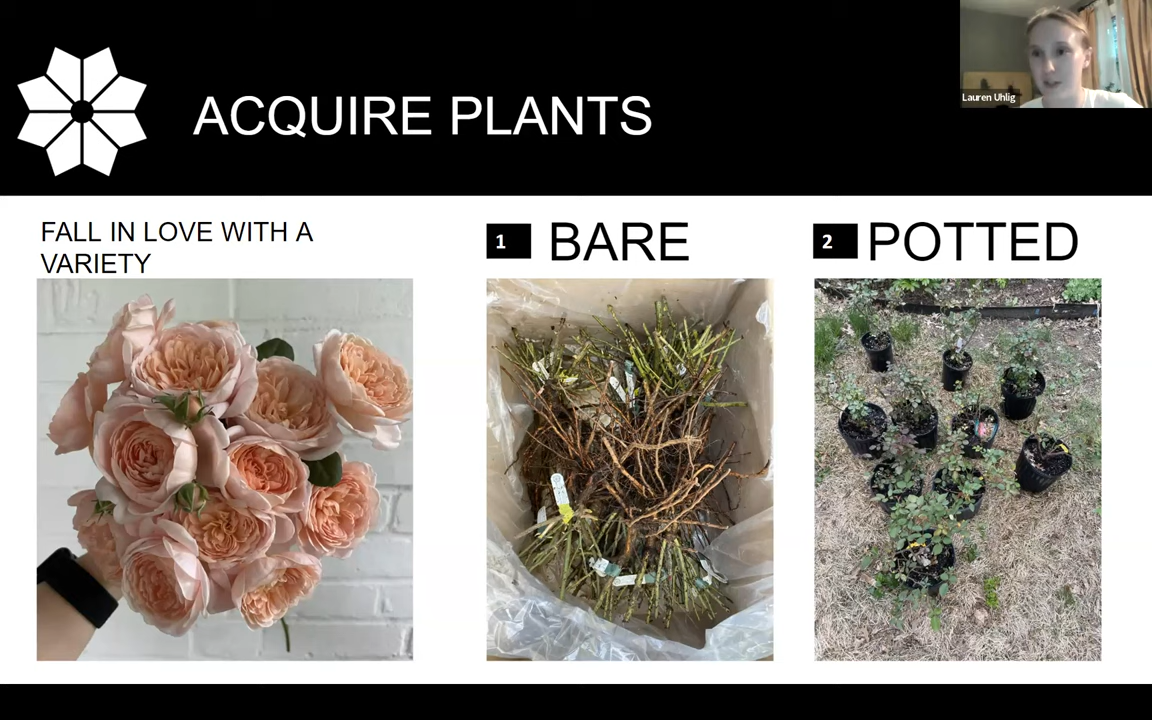 Lauren Uhlig
ACQUIRE PLANTS
FALL IN LOVE WITH A
VARIETY
1 BARE
2 POTTED